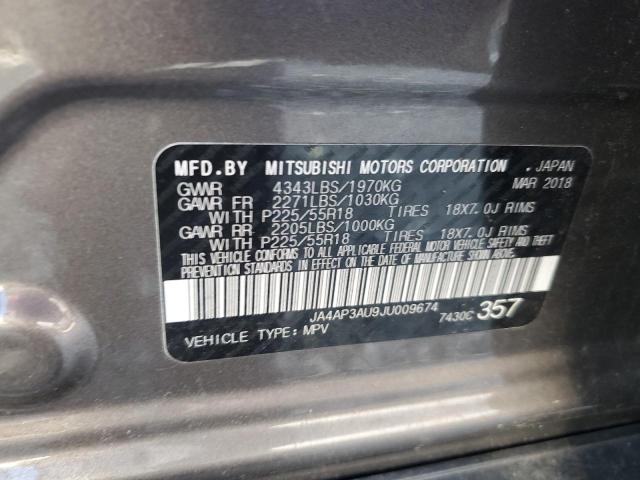 MFD.BY MITSUBISHI MOTORS CORPORATION . JAPAN
GVWR 4343LBS/1970KG MAR 2018
GAWR FR 2271LBS/1030KG
WITH P225/55R18 TIRES 18X7.0J RIMS
GAWR RR 2205LBS/1000KG
WITH P225/55R18 TIRES 18X7.0J RIMS
THIS VEHICLE CONFORMS TO ALL APPLICABLE FEDERAL MOTOR VEHICLE SAFETY AND THEFT
PREVENTION STANDARDS IN EFFECT ON THE DATE OF MANUFACTURE SHOWN ABOVE.
JA4AP3AU9JU009674 7430C 357
VEHICLE TYPE: MPV